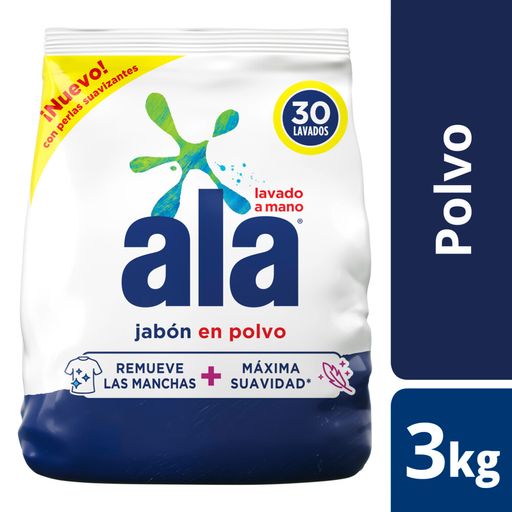 ¡Nuevo!
con perlas suavizantes
30
LAVADOS
lavado
a mano
ala®
jabón en polvo
REMUEVE
LAS MANCHAS
+
MÁXIMA
SUAVIDAD*
Polvo
3kg